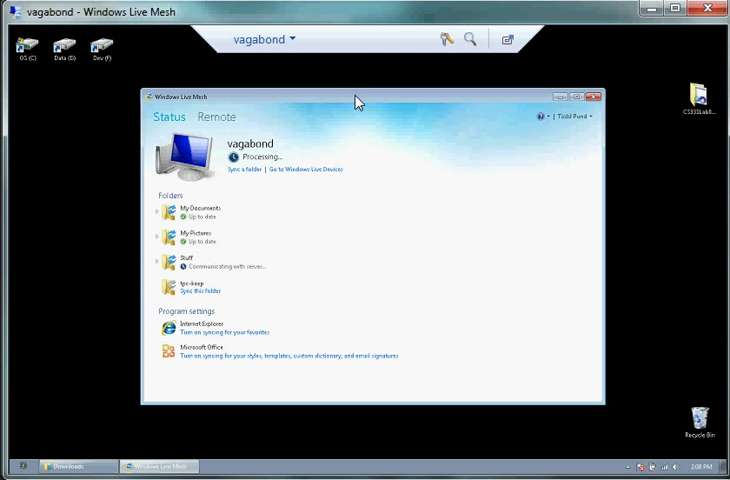 vagabond - Windows Live Mesh
vagabond
OS (C)
Data (D)
Dev (F)
Windows Live Mesh
Status
Remote
Todd Pund
vagabond
Processing...
Sync a folder | Go to Windows Live Devices
Folders
My Documents
Up to date
My Pictures
Up to date
Stuff
Communicating with server...
tpc-keep
Sync this folder
Program settings
Internet Explorer
Turn on syncing for your favorites
Microsoft Office
Turn on syncing for your styles, templates, custom dictionary, and email signatures
Recycle Bin
Downloads
Windows Live Mesh
2:08 PM